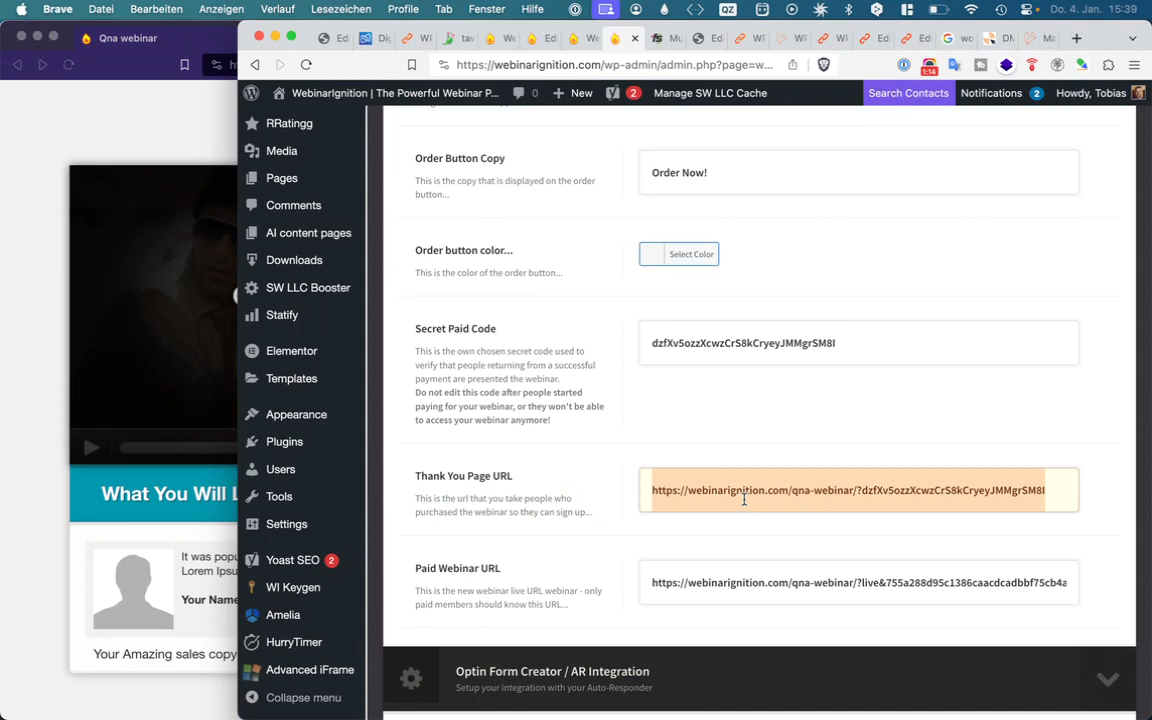 Brave Datei Bearbeiten Anzeigen Verlauf Lesezeichen Profile Tab Fenster Hilfe QZ Do. 4. Jan. 15:39
Qna webinar
https://webinarignition.com/wp-admin/admin.php?page=w... 1:14
WebinarIgnition | The Powerful Webinar P... 0 New 2 Manage SW LLC Cache Search Contacts Notifications 2 Howdy, Tobias
RRatingg
Media
Pages
Comments
AI content pages
Downloads
SW LLC Booster
Statify
Elementor
Templates
Appearance
Plugins
Users
Tools
Settings
Yoast SEO 2
WI Keygen
Amelia
HurryTimer
Advanced iFrame
Collapse menu
Order Button Copy
This is the copy that is displayed on the order
button...
Order Now!
Order button color...
This is the color of the order button...
Select Color
Secret Paid Code
This is the own chosen secret code used to
verify that people returning from a successful
payment are presented the webinar.
Do not edit this code after people started
paying for your webinar, or they won't be able
to access your webinar anymore!
dzfXv5ozzXcwzCrS8kCryeyJMMgrSM8I
Thank You Page URL
This is the url that you take people who
purchased the webinar so they can sign up...
https://webinarignition.com/qna-webinar/?dzfXv5ozzXcwzCrS8kCryeyJMMgrSM8I
Paid Webinar URL
This is the new webinar live URL webinar - only
paid members should know this URL...
https://webinarignition.com/qna-webinar/?live&755a288d95c1386caacdcadbbf75cb4a
Optin Form Creator / AR Integration
Setup your integration with your Auto-Responder
What You Will L
It was popu
Lorem Ipsu
Your Name
Your Amazing sales copy